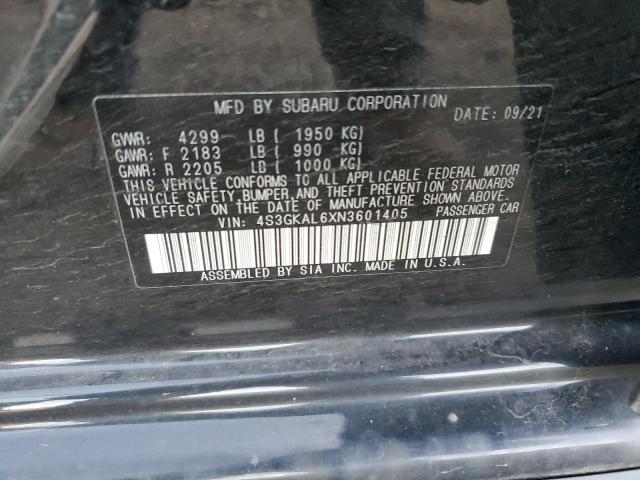 MFD BY SUBARU CORPORATION DATE: 09/21
GVWR: 4299 LB ( 1950 KG)
GAWR: F 2183 LB ( 990 KG)
GAWR: R 2205 LB ( 1000 KG)
THIS VEHICLE CONFORMS TO ALL APPLICABLE FEDERAL MOTOR
VEHICLE SAFETY, BUMPER, AND THEFT PREVENTION STANDARDS
IN EFFECT ON THE DATE OF MANUFACTURE SHOWN ABOVE.
VIN: 4S3GKAL6XN3601405 PASSENGER CAR
ASSEMBLED BY SIA INC. MADE IN U.S.A.